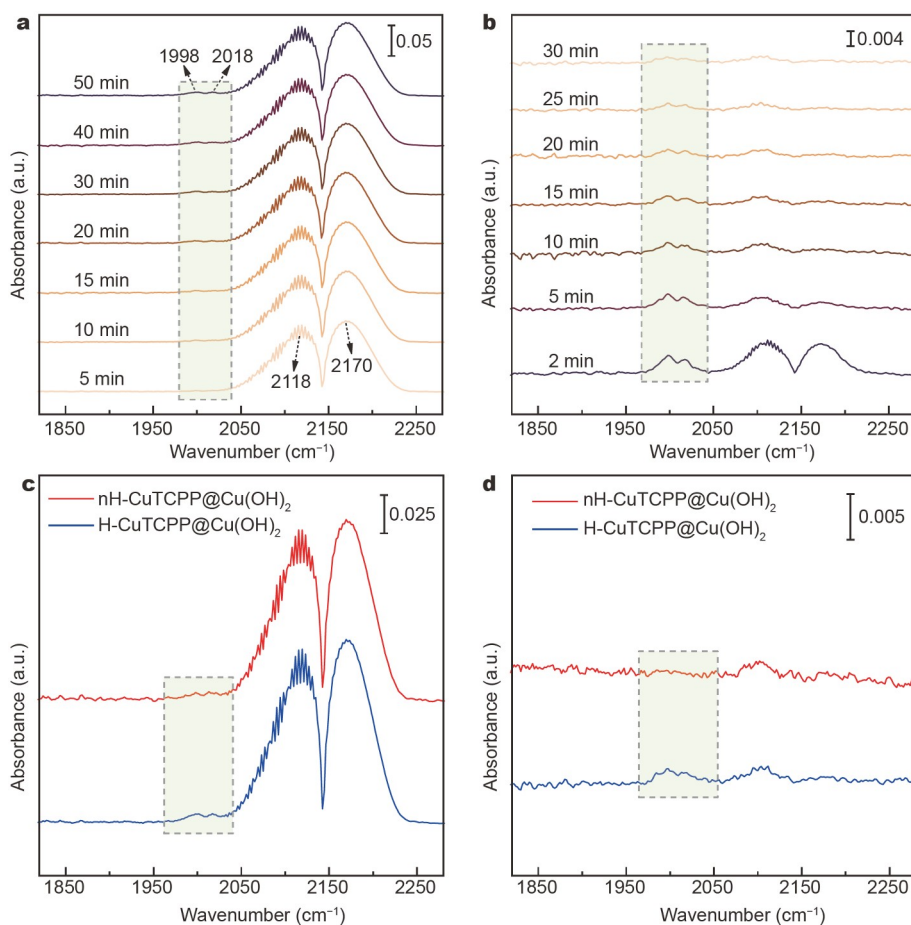 a
0.05
1998
2018
50 min
40 min
30 min
20 min
15 min
10 min
5 min
2118
2170
Absorbance (a.u.)
1850 1950 2050 2150 2250
Wavenumber (cm⁻¹)
b
0.004
30 min
25 min
20 min
15 min
10 min
5 min
2 min
Absorbance (a.u.)
1850 1950 2050 2150 2250
Wavenumber (cm⁻¹)
c
nH-CuTCPP@Cu(OH)₂
H-CuTCPP@Cu(OH)₂
0.025
Absorbance (a.u.)
1850 1950 2050 2150 2250
Wavenumber (cm⁻¹)
d
nH-CuTCPP@Cu(OH)₂
H-CuTCPP@Cu(OH)₂
0.005
Absorbance (a.u.)
1850 1950 2050 2150 2250
Wavenumber (cm⁻¹)